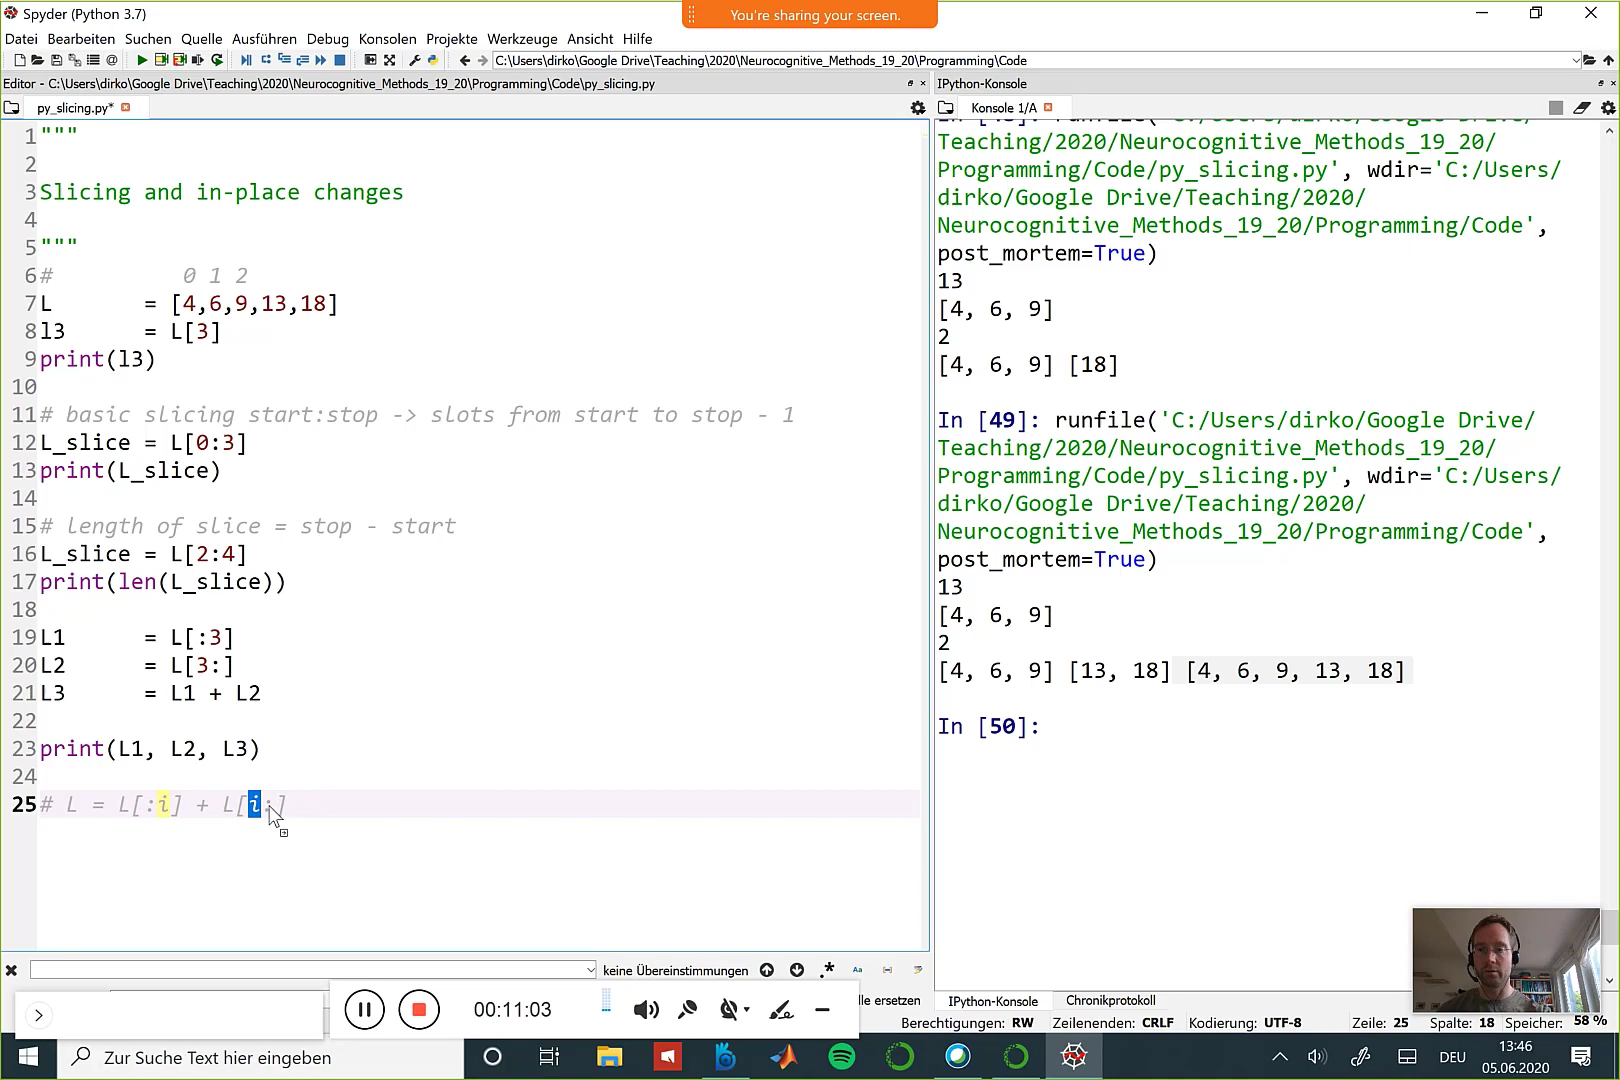 Spyder (Python 3.7)
You're sharing your screen.
Datei Bearbeiten Suchen Quelle Ausführen Debug Konsolen Projekte Werkzeuge Ansicht Hilfe
C:\Users\dirko\Google Drive\Teaching\2020\Neurocognitive_Methods_19_20\Programming\Code
Editor - C:\Users\dirko\Google Drive\Teaching\2020\Neurocognitive_Methods_19_20\Programming\Code\py_slicing.py
py_slicing.py*
1 """
2
3 Slicing and in-place changes
4
5 """
6 # 0 1 2
7 L = [4,6,9,13,18]
8 l3 = L[3]
9 print(l3)
10
11 # basic slicing start:stop -> slots from start to stop - 1
12 L_slice = L[0:3]
13 print(L_slice)
14
15 # length of slice = stop - start
16 L_slice = L[2:4]
17 print(len(L_slice))
18
19 L1 = L[:3]
20 L2 = L[3:]
21 L3 = L1 + L2
22
23 print(L1, L2, L3)
24
25 # L = L[:i] + L[i:]
keine Übereinstimmungen
Aa
00:11:03
lle ersetzen
IPython-Konsole
Konsole 1/A
Teaching/2020/Neurocognitive_Methods_19_20/
Programming/Code/py_slicing.py', wdir='C:/Users/
dirko/Google Drive/Teaching/2020/
Neurocognitive_Methods_19_20/Programming/Code',
post_mortem=True)
13
[4, 6, 9]
2
[4, 6, 9] [18]
In [49]: runfile('C:/Users/dirko/Google Drive/
Teaching/2020/Neurocognitive_Methods_19_20/
Programming/Code/py_slicing.py', wdir='C:/Users/
dirko/Google Drive/Teaching/2020/
Neurocognitive_Methods_19_20/Programming/Code',
post_mortem=True)
13
[4, 6, 9]
2
[4, 6, 9] [13, 18] [4, 6, 9, 13, 18]
In [50]:
IPython-Konsole Chronikprotokoll
Berechtigungen: RW Zeilenenden: CRLF Kodierung: UTF-8 Zeile: 25 Spalte: 18 Speicher: 58 %
Zur Suche Text hier eingeben
DEU
13:46
05.06.2020